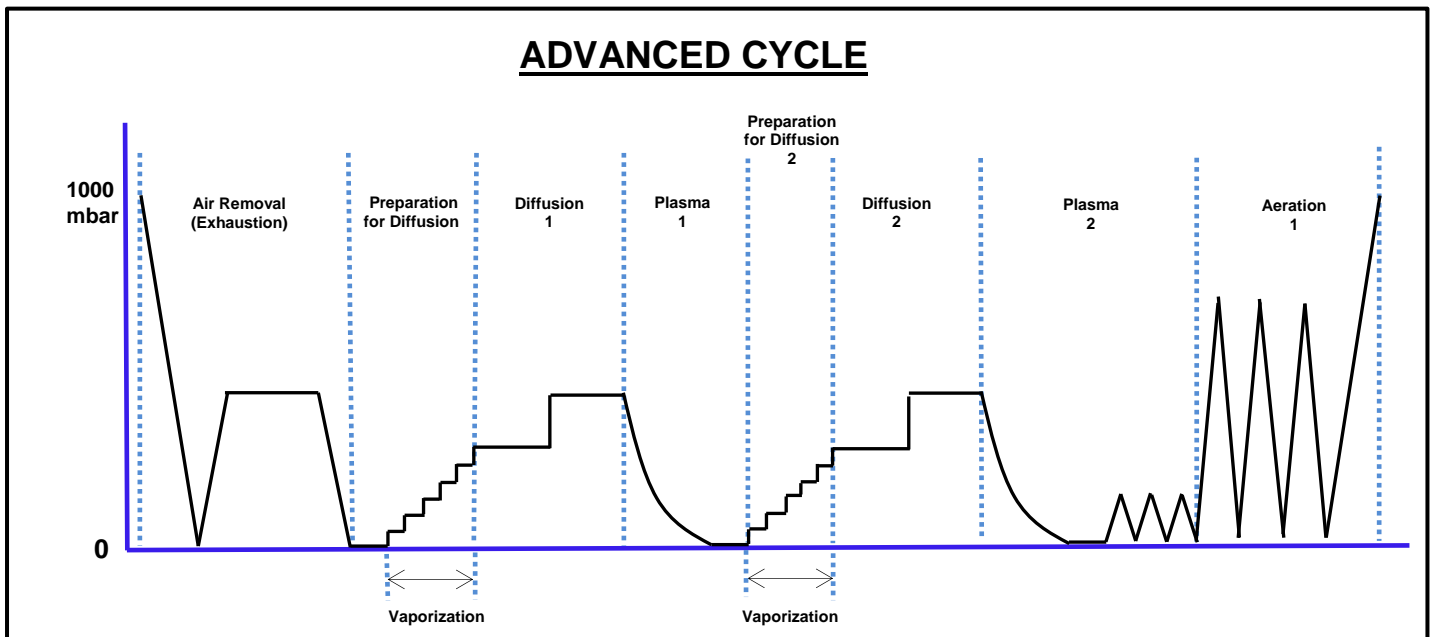 ADVANCED CYCLE
1000
mbar
Air Removal
(Exhaustion)
Preparation
for Diffusion
Diffusion
1
Plasma
1
Preparation
for Diffusion
2
Diffusion
2
Plasma
2
Aeration
1
0
Vaporization
Vaporization